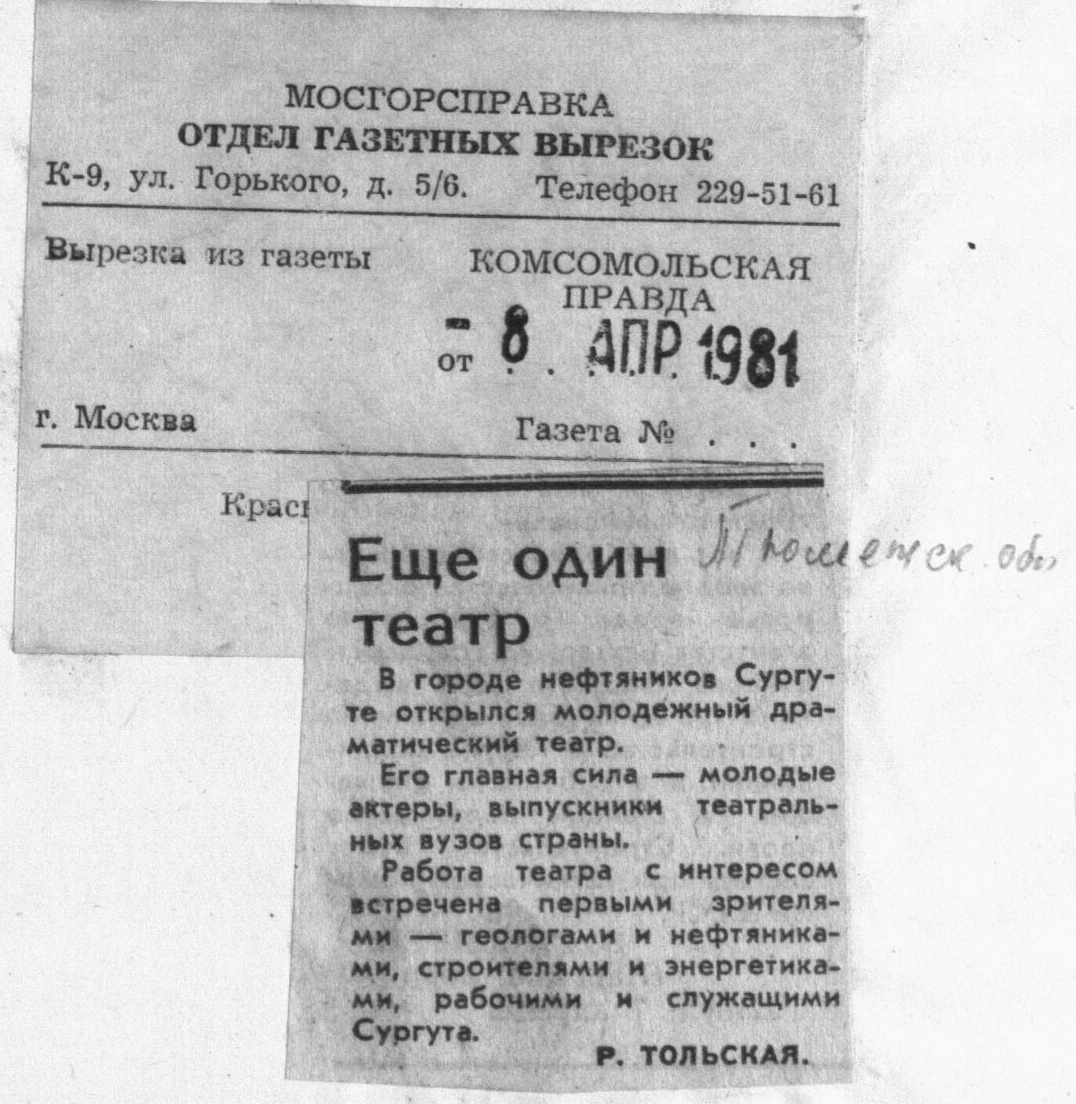 МОСГОРСПРАВКА
ОТДЕЛ ГАЗЕТНЫХ ВЫРЕЗОК
К-9, ул. Горького, д. 5/6. Телефон 229-51-61
Вырезка из газеты
КОМСОМОЛЬСКАЯ
ПРАВДА
от - 8 . АПР. 1981
г. Москва
Газета № . . .
Еще один
театр
В городе нефтяников Сургу-
те открылся молодежный дра-
матический театр.
Его главная сила — молодые
актеры, выпускники театраль-
ных вузов страны.
Работа театра с интересом
встречена первыми зрителя-
ми — геологами и нефтяника-
ми, строителями и энергетика-
ми, рабочими и служащими
Сургута.
Р. ТОЛЬСКАЯ.